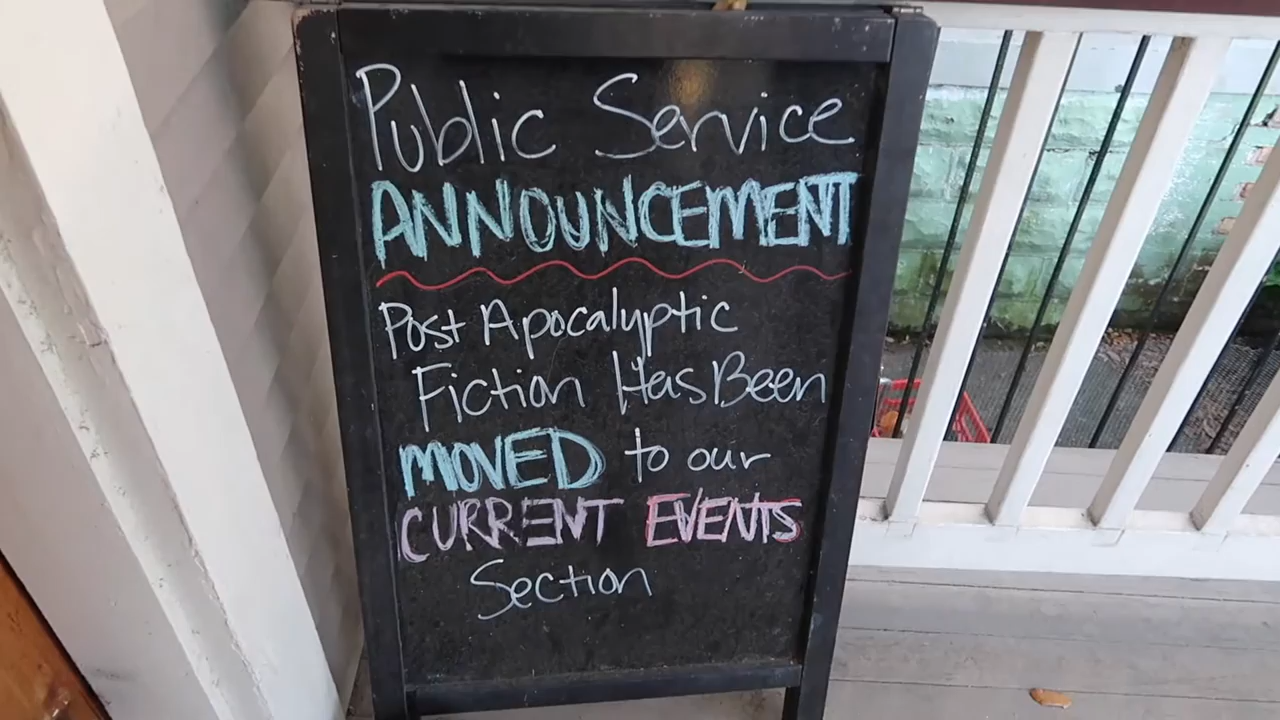 Public Service
ANNOUNCEMENT
Post Apocalyptic
Fiction Has Been
MOVED to our
CURRENT EVENTS
Section